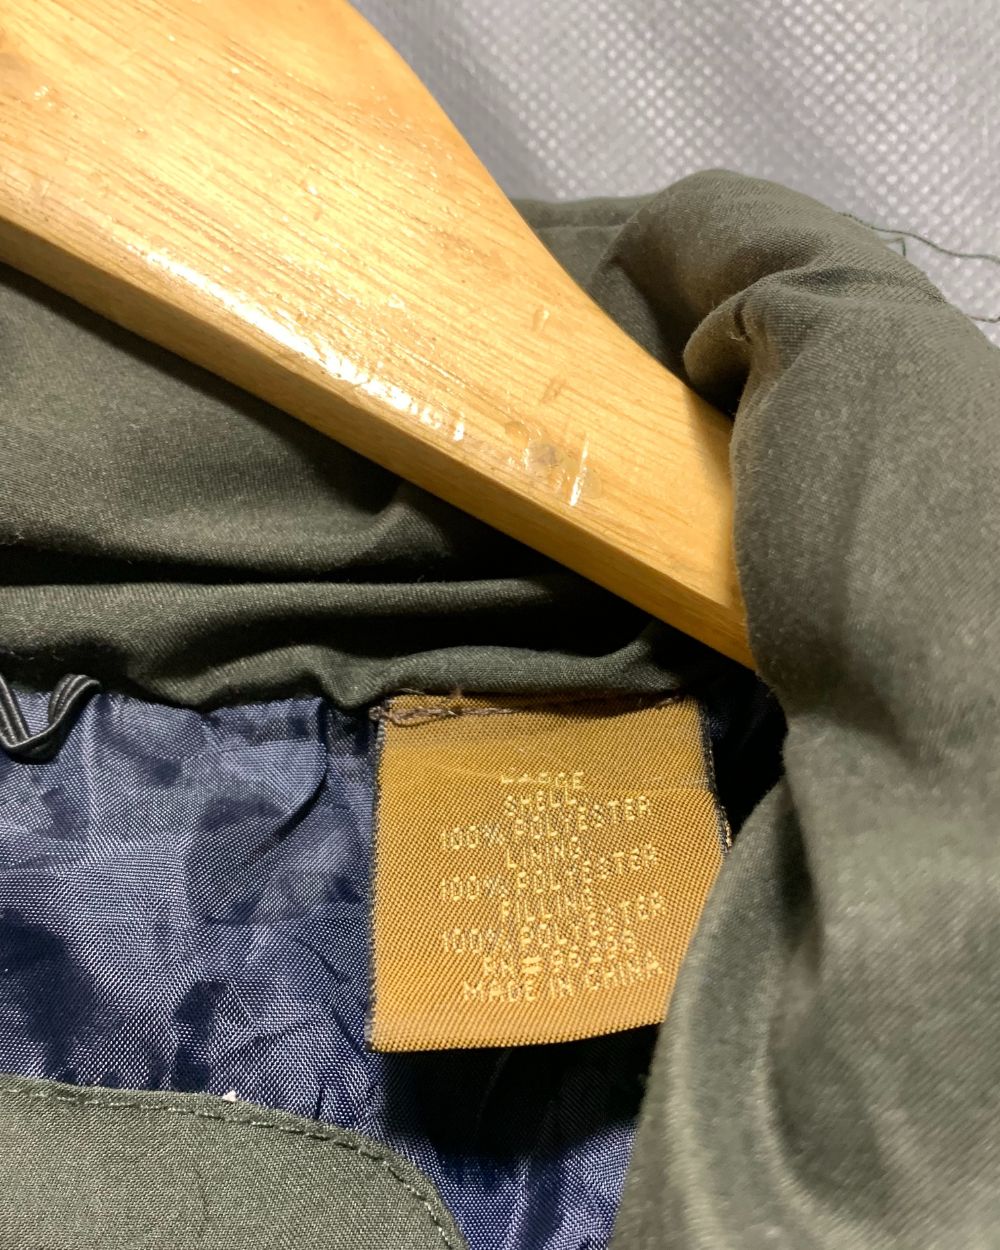 LARGE
SHELL
100% POLYESTER
LINING
100% POLYESTER
FILLING
100% POLYESTER
MADE IN CHINA